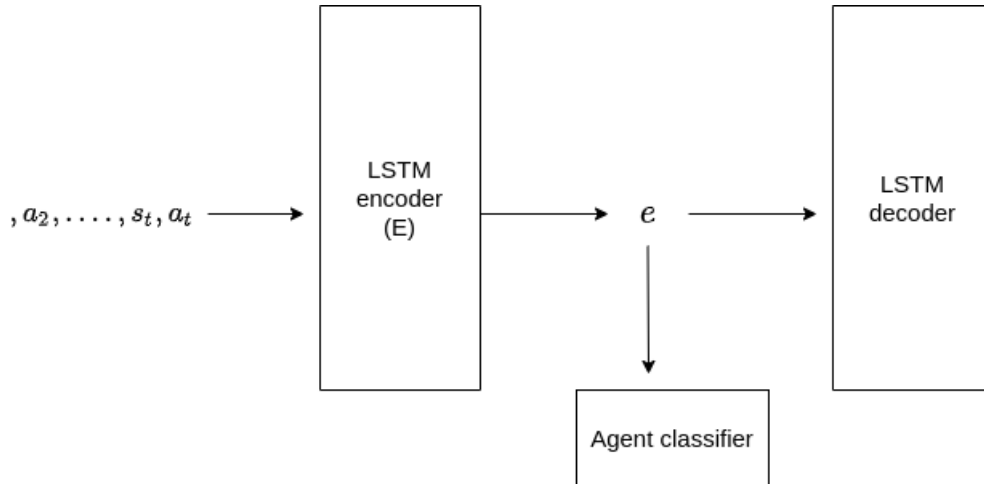 , a₂, . . . . , sₜ, aₜ
LSTM
encoder
(E)
e
LSTM
decoder
Agent classifier